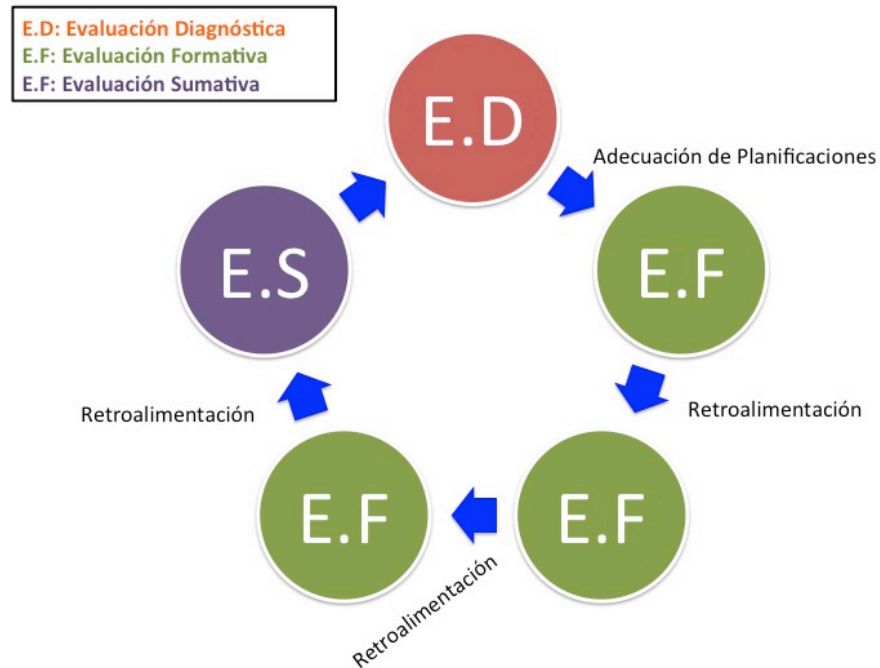 E.D: Evaluación Diagnóstica
E.F: Evaluación Formativa
E.F: Evaluación Sumativa
E.D
Adecuación de Planificaciones
E.F
Retroalimentación
E.F
Retroalimentación
E.F
Retroalimentación
E.S